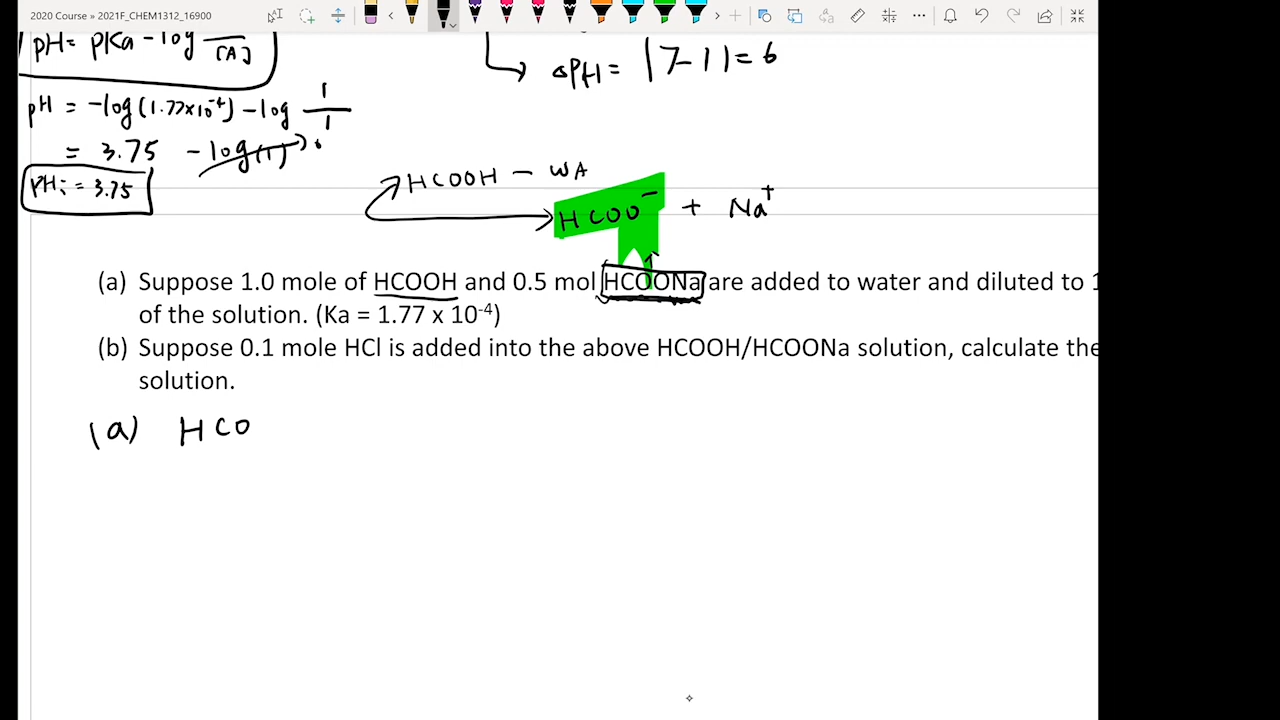 2020 Course » 2021F_CHEM1312_16900
pH = pKa - log [A]
ΔPH = |7-1| = 6
pH = -log(1.77x10⁻⁴) - log 1/1
= 3.75 - log(1) → 0
PHi = 3.75
HCOOH - WA
HCOO⁻ + Na⁺
(a) Suppose 1.0 mole of HCOOH and 0.5 mol HCOONa are added to water and diluted to 1
of the solution. (Ka = 1.77 x 10⁻⁴)
(b) Suppose 0.1 mole HCl is added into the above HCOOH/HCOONa solution, calculate the
solution.
(a) HCO